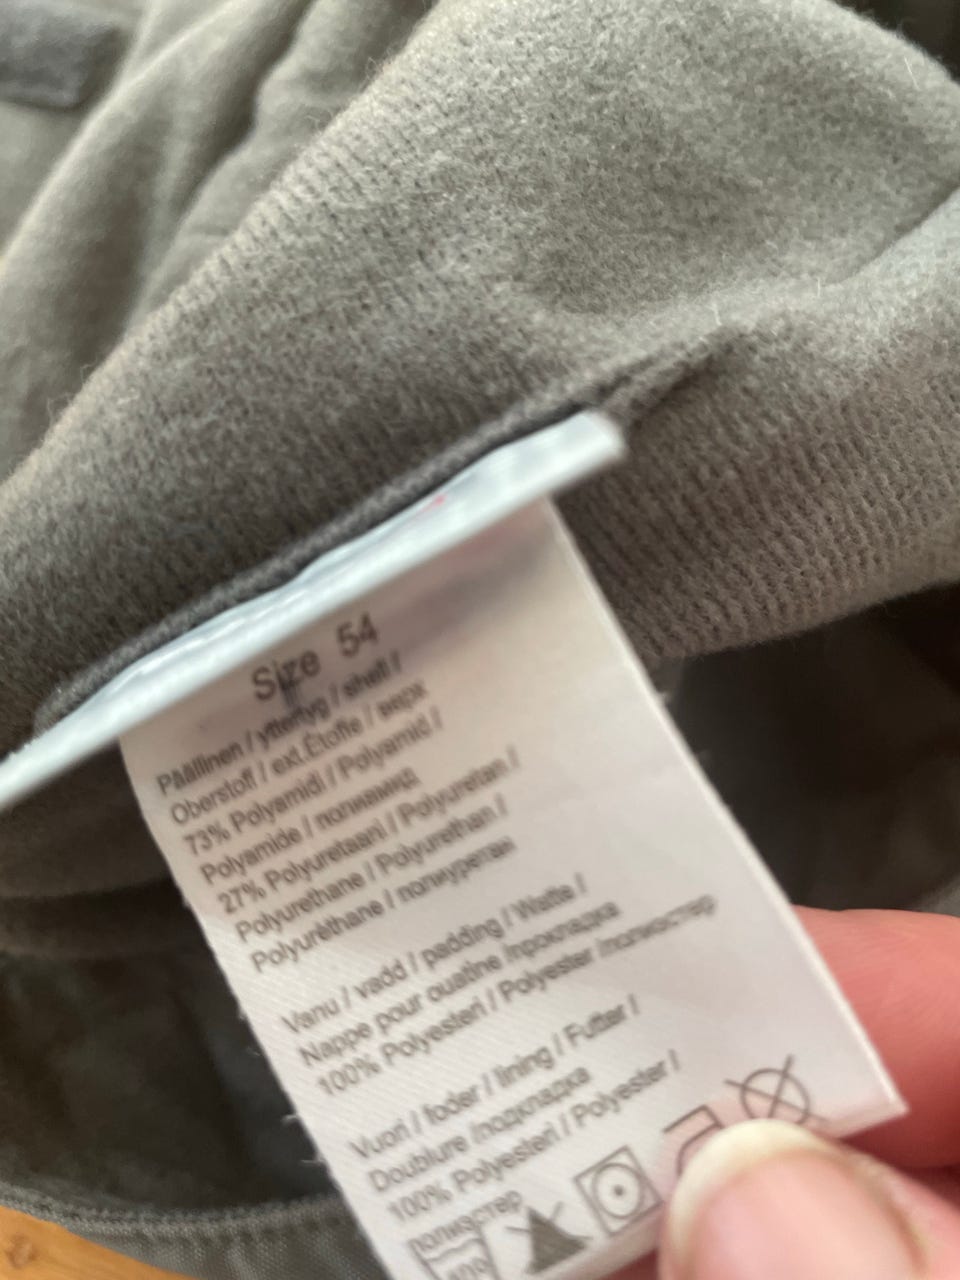 Size 54
Päällinen / yttertyg / shell /
Oberstoff / ext.Étoffe / верх
73% Polyamidi / Polyamid /
Polyamide / полиамид
27% Polyuretaani / Polyuretan /
Polyurethane / Polyurethan /
Polyuréthane / полиуретан
Vanu / vadd / padding / Watte /
Nappe pour ouatine /прокладка
100% Polyesteri / Polyester /полиэстер
Vuori / foder / lining / Futter /
Doublure /подкладка
100% Polyesteri / Polyester /
полиэстер
40